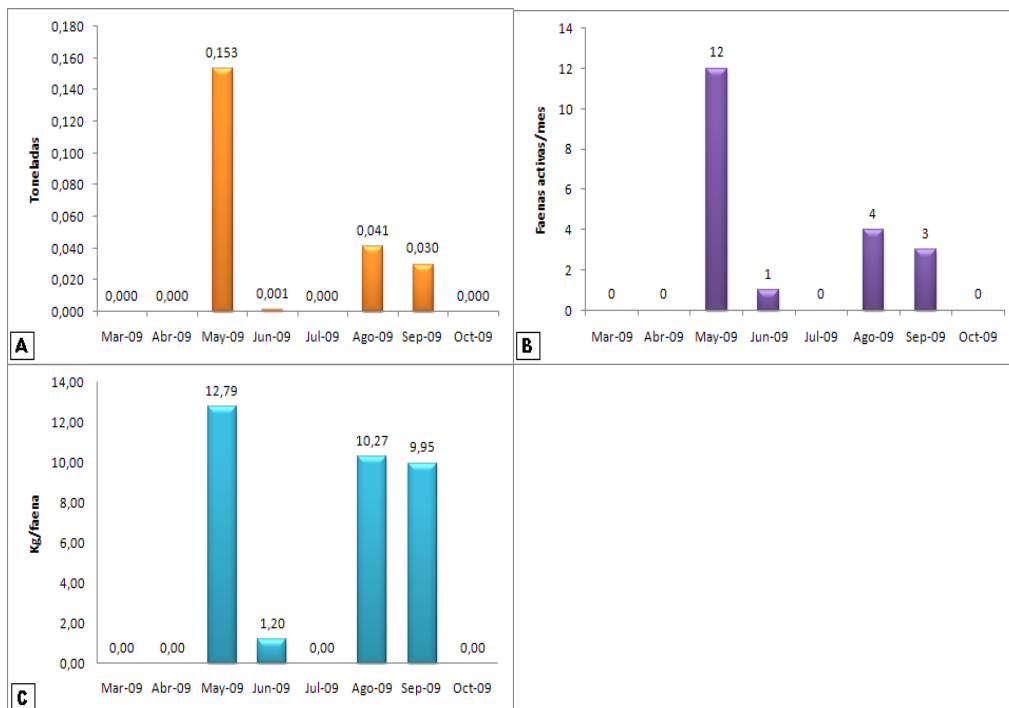 0,180
0,160
0,140
0,120
0,100
0,080
0,060
0,040
0,020
0,000
Toneladas
0,000 0,000 0,153 0,001 0,000 0,041 0,030 0,000
Mar-09 Abr-09 May-09 Jun-09 Jul-09 Ago-09 Sep-09 Oct-09
A
14
12
10
8
6
4
2
0
Faenas activas/mes
0 0 12 1 0 4 3 0
Mar-09 Abr-09 May-09 Jun-09 Jul-09 Ago-09 Sep-09 Oct-09
B
14,00
12,00
10,00
8,00
6,00
4,00
2,00
0,00
Kg/faena
0,00 0,00 12,79 1,20 0,00 10,27 9,95 0,00
Mar-09 Abr-09 May-09 Jun-09 Jul-09 Ago-09 Sep-09 Oct-09
C